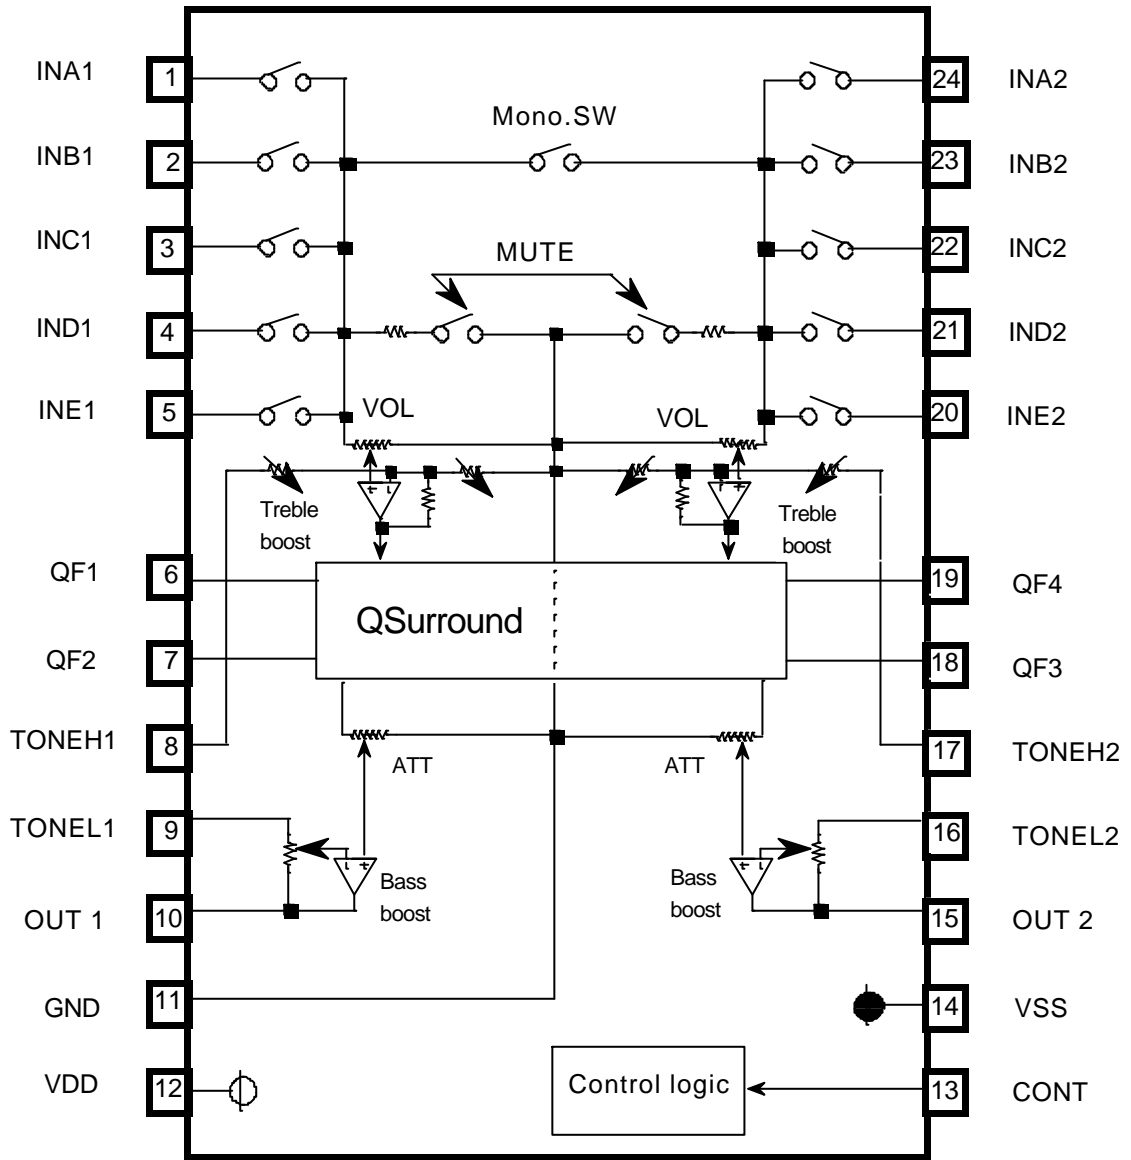 INA1 1 24 INA2
Mono.SW
INB1 2 23 INB2
INC1 3 22 INC2
MUTE
IND1 4 21 IND2
INE1 5 VOL VOL 20 INE2
Treble
boost
Treble
boost
QF1 6 19 QF4
QSurround
QF2 7 18 QF3
TONEH1 8 17 TONEH2
ATT ATT
TONEL1 9 16 TONEL2
Bass
boost
Bass
boost
OUT 1 10 15 OUT 2
GND 11 14 VSS
VDD 12 Control logic 13 CONT